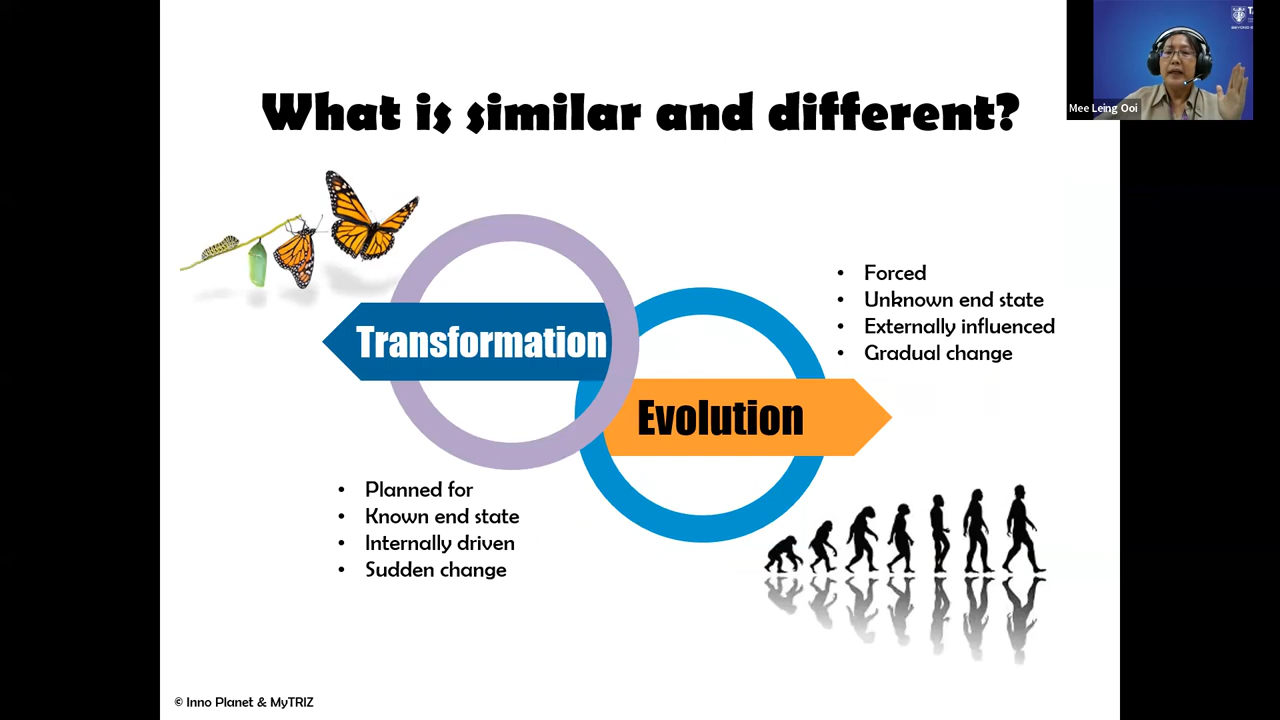 What is similar and different?
Mee Leing Ooi
Transformation
Evolution
• Forced
• Unknown end state
• Externally influenced
• Gradual change
• Planned for
• Known end state
• Internally driven
• Sudden change
© Inno Planet & MyTRIZ